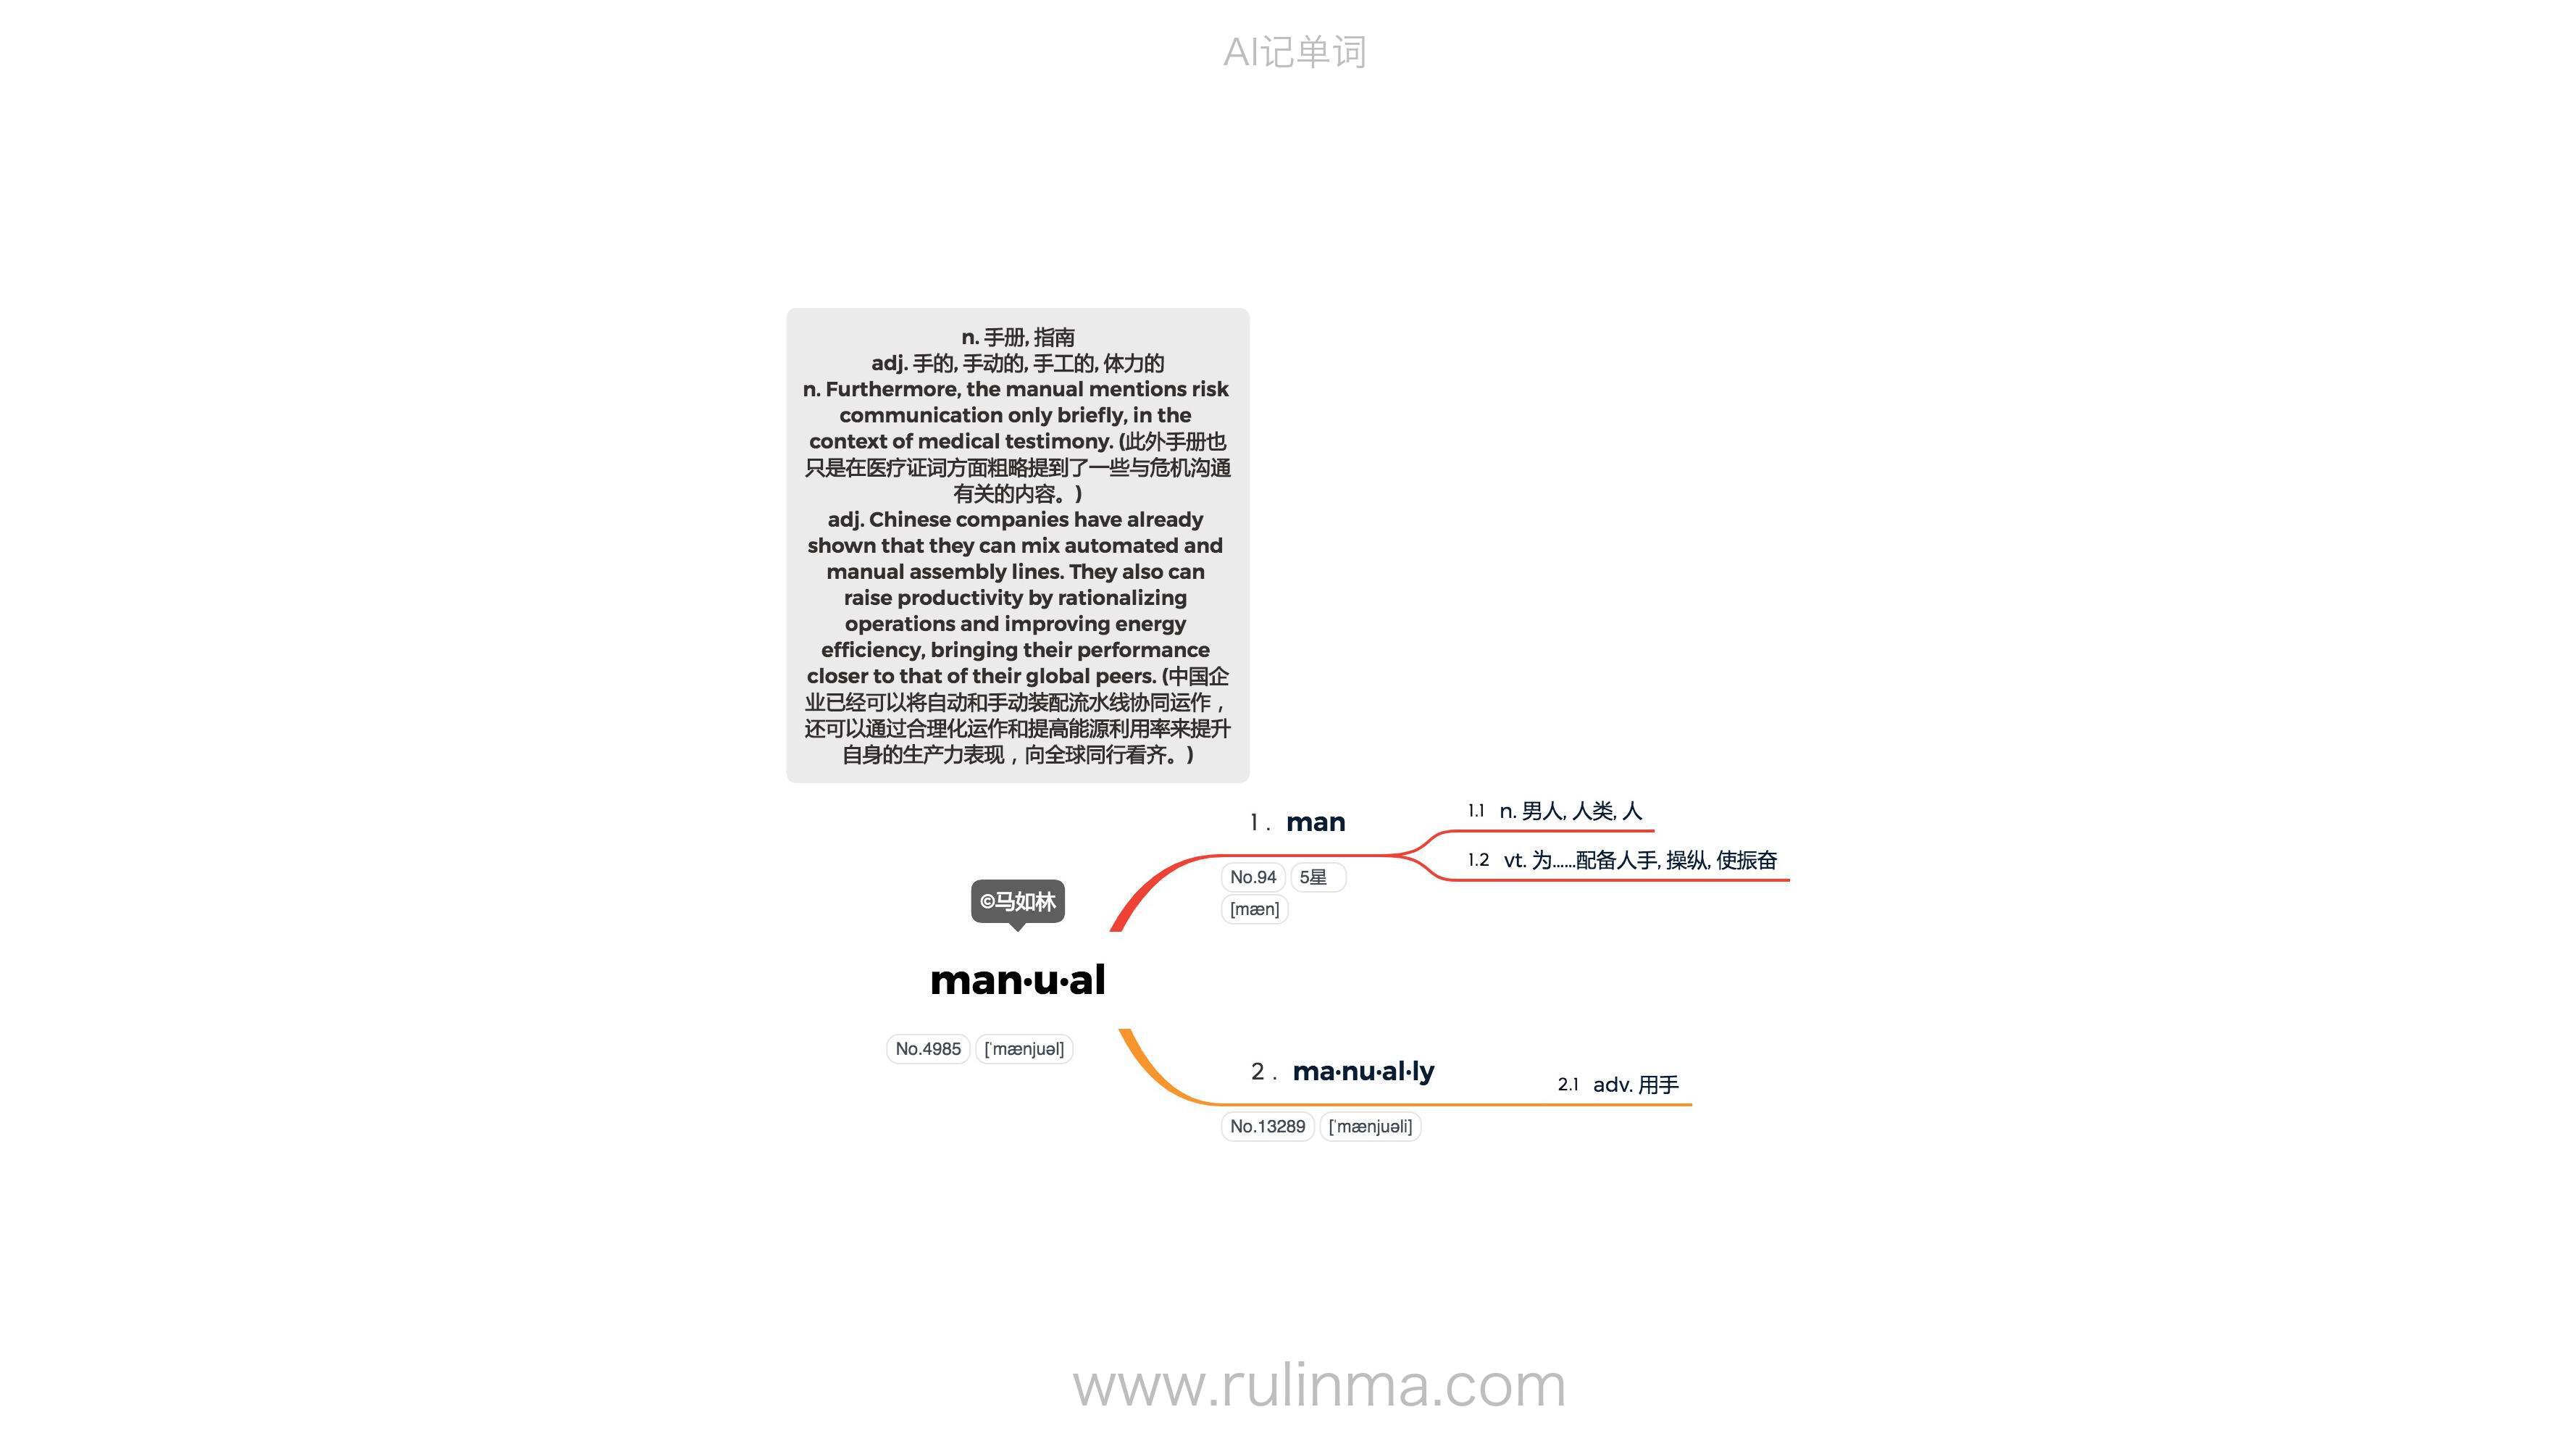 AI记单词
n. 手册, 指南
adj. 手的, 手动的, 手工的, 体力的
n. Furthermore, the manual mentions risk
communication only briefly, in the
context of medical testimony. (此外手册也
只是在医疗证词方面粗略提到了一些与危机沟通
有关的内容。)
adj. Chinese companies have already
shown that they can mix automated and
manual assembly lines. They also can
raise productivity by rationalizing
operations and improving energy
efficiency, bringing their performance
closer to that of their global peers. (中国企
业已经可以将自动和手动装配流水线协同运作，
还可以通过合理化运作和提高能源利用率来提升
自身的生产力表现，向全球同行看齐。)
©马如林
man·u·al
No.4985 [ˈmænjuəl]
1. man
No.94 5星
[mæn]
1.1 n. 男人, 人类, 人
1.2 vt. 为……配备人手, 操纵, 使振奋
2. ma·nu·al·ly
No.13289 [ˈmænjuəli]
2.1 adv. 用手
www.rulinma.com